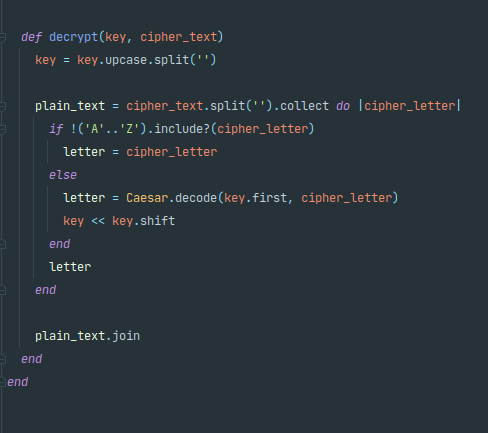 def decrypt(key, cipher_text)
key = key.upcase.split('')
plain_text = cipher_text.split('').collect do |cipher_letter|
if !('A'..'Z').include?(cipher_letter)
letter = cipher_letter
else
letter = Caesar.decode(key.first, cipher_letter)
key << key.shift
end
letter
end
plain_text.join
end
end